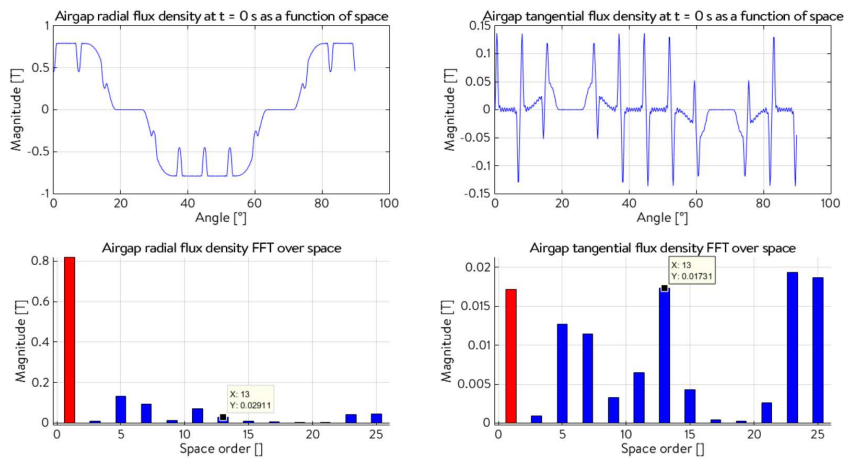 Airgap radial flux density at t = 0 s as a function of space
Magnitude [T]
1
0.5
0
-0.5
-1
0 20 40 60 80 100
Angle [°]
Airgap tangential flux density at t = 0 s as a function of space
Magnitude [T]
0.15
0.1
0.05
0
-0.05
-0.1
-0.15
0 10 20 30 40 50 60 70 80 90 100
Angle [°]
Airgap radial flux density FFT over space
Magnitude [T]
0.8
0.6
0.4
0.2
0
X: 13
Y: 0.02911
0 5 10 15 20 25
Space order []
Airgap tangential flux density FFT over space
Magnitude [T]
0.02
0.015
0.01
0.005
0
X: 13
Y: 0.01731
0 5 10 15 20 25
Space order []